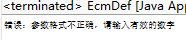 <terminated> EcmDef [Java App
错误：参数格式不正确，请输入有效的数字